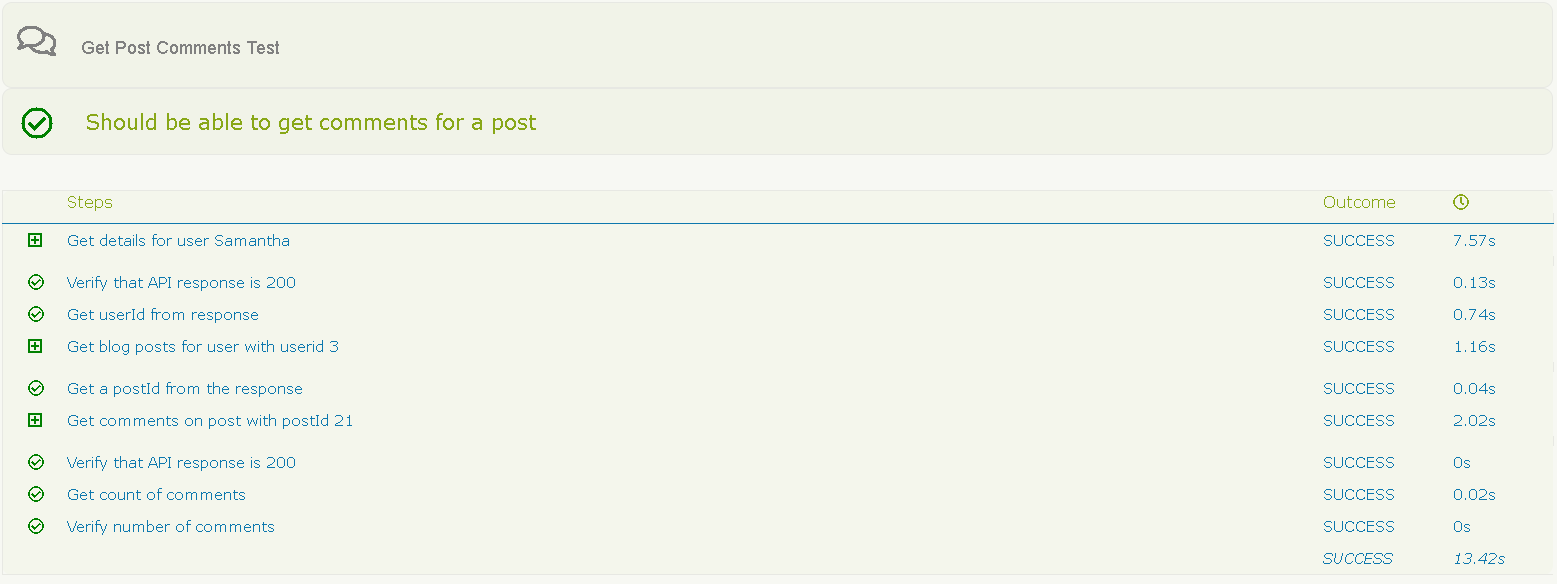 Get Post Comments Test
Should be able to get comments for a post
Steps Outcome
Get details for user Samantha SUCCESS 7.57s
Verify that API response is 200 SUCCESS 0.13s
Get userId from response SUCCESS 0.74s
Get blog posts for user with userid 3 SUCCESS 1.16s
Get a postId from the response SUCCESS 0.04s
Get comments on post with postId 21 SUCCESS 2.02s
Verify that API response is 200 SUCCESS 0s
Get count of comments SUCCESS 0.02s
Verify number of comments SUCCESS 0s
SUCCESS 13.42s